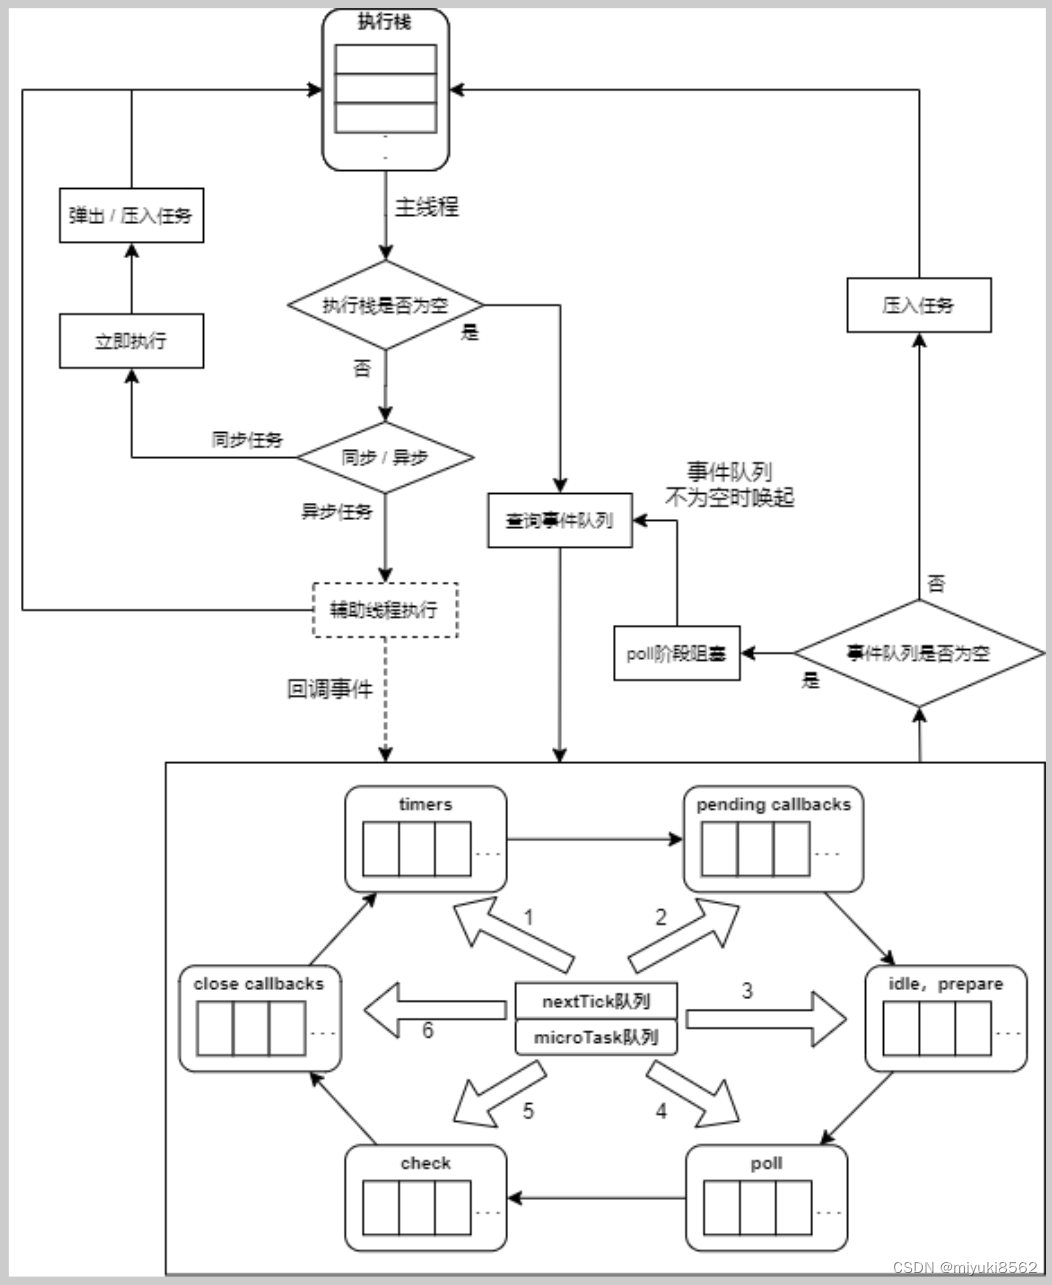 执行栈
主线程
弹出 / 压入任务
执行栈是否为空
是
压入任务
立即执行
否
同步任务
同步 / 异步
事件队列
不为空时唤起
异步任务
查询事件队列
否
辅助线程执行
poll阶段阻塞
事件队列是否为空
是
回调事件
timers
...
pending callbacks
...
1
2
close callbacks
...
nextTick队列
microTask队列
3
idle, prepare
...
6
5
4
check
...
poll
...
CSDN @miyuki8562